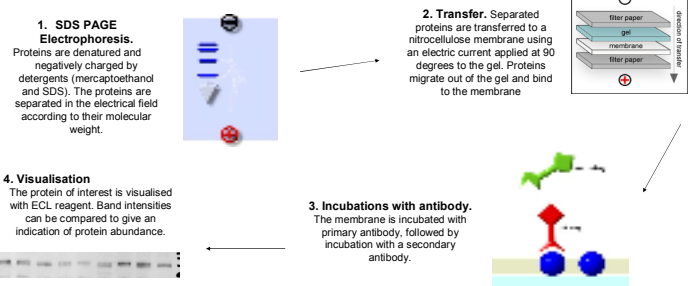 1. SDS PAGE
Electrophoresis.
Proteins are denatured and
negatively charged by
detergents (mercaptoethanol
and SDS). The proteins are
separated in the electrical field
according to their molecular
weight.
2. Transfer. Separated
proteins are transferred to a
nitrocellulose membrane using
an electric current applied at 90
degrees to the gel. Proteins
migrate out of the gel and bind
to the membrane
filter paper
gel
membrane
filter paper
direction of transfer
3. Incubations with antibody.
The membrane is incubated with
primary antibody, followed by
incubation with a secondary
antibody.
4. Visualisation
The protein of interest is visualised
with ECL reagent. Band intensities
can be compared to give an
indication of protein abundance.